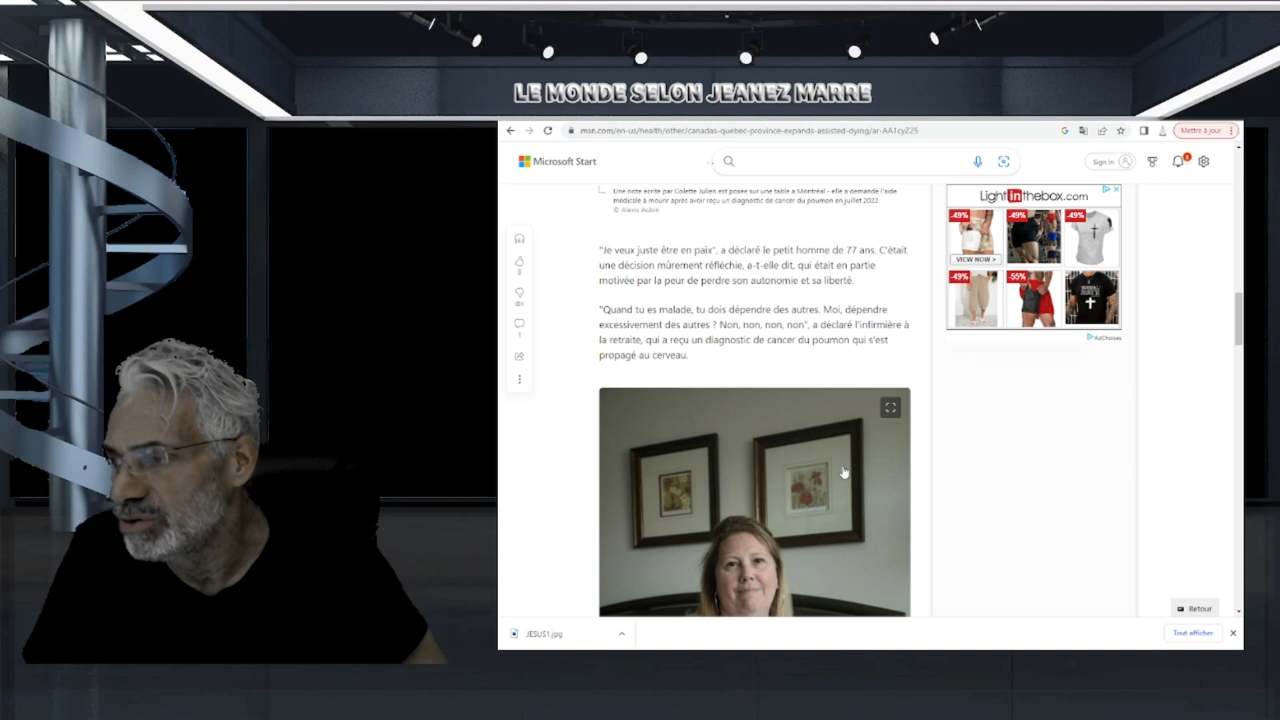 LE MONDE SELON JEANEZ MARRE
msn.com/en-us/health/other/canadas-quebec-province-expands-assisted-dying/ar-AA1cyZ25
Mettre à jour
Microsoft Start
Sign in
Une note écrite par Colette Julien est posée sur une table à Montréal - elle a demandé l'aide
médicale à mourir après avoir reçu un diagnostic de cancer du poumon en juillet 2022
© Alexis Aubin
"Je veux juste être en paix", a déclaré le petit homme de 77 ans. C'était
une décision mûrement réfléchie, a-t-elle dit, qui était en partie
motivée par la peur de perdre son autonomie et sa liberté.
"Quand tu es malade, tu dois dépendre des autres. Moi, dépendre
excessivement des autres ? Non, non, non, non", a déclaré l'infirmière à
la retraite, qui a reçu un diagnostic de cancer du poumon qui s'est
propagé au cerveau.
Lightinthebox.com
-49% -49% -49%
VIEW NOW >
-49% -55%
AdChoices
Retour
JESUS1.jpg
Tout afficher